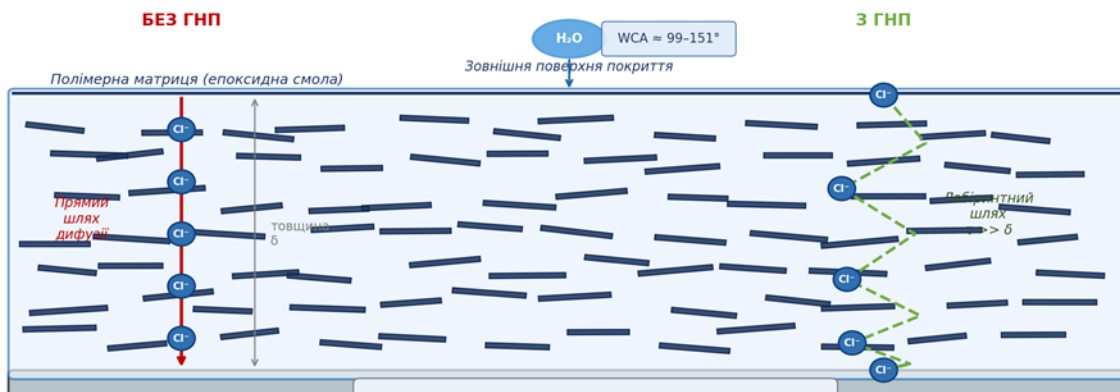 БЕЗ ГНП
З ГНП
H₂O
WCA ≈ 99–151°
Зовнішня поверхня покриття
Полімерна матриця (епоксидна смола)
Cl⁻
Cl⁻
Cl⁻
Cl⁻
Cl⁻
Прямий
шлях
дифузії
товщина
δ
Cl⁻
Cl⁻
Cl⁻
Cl⁻
Cl⁻
Лабіринтний
шлях
>> δ